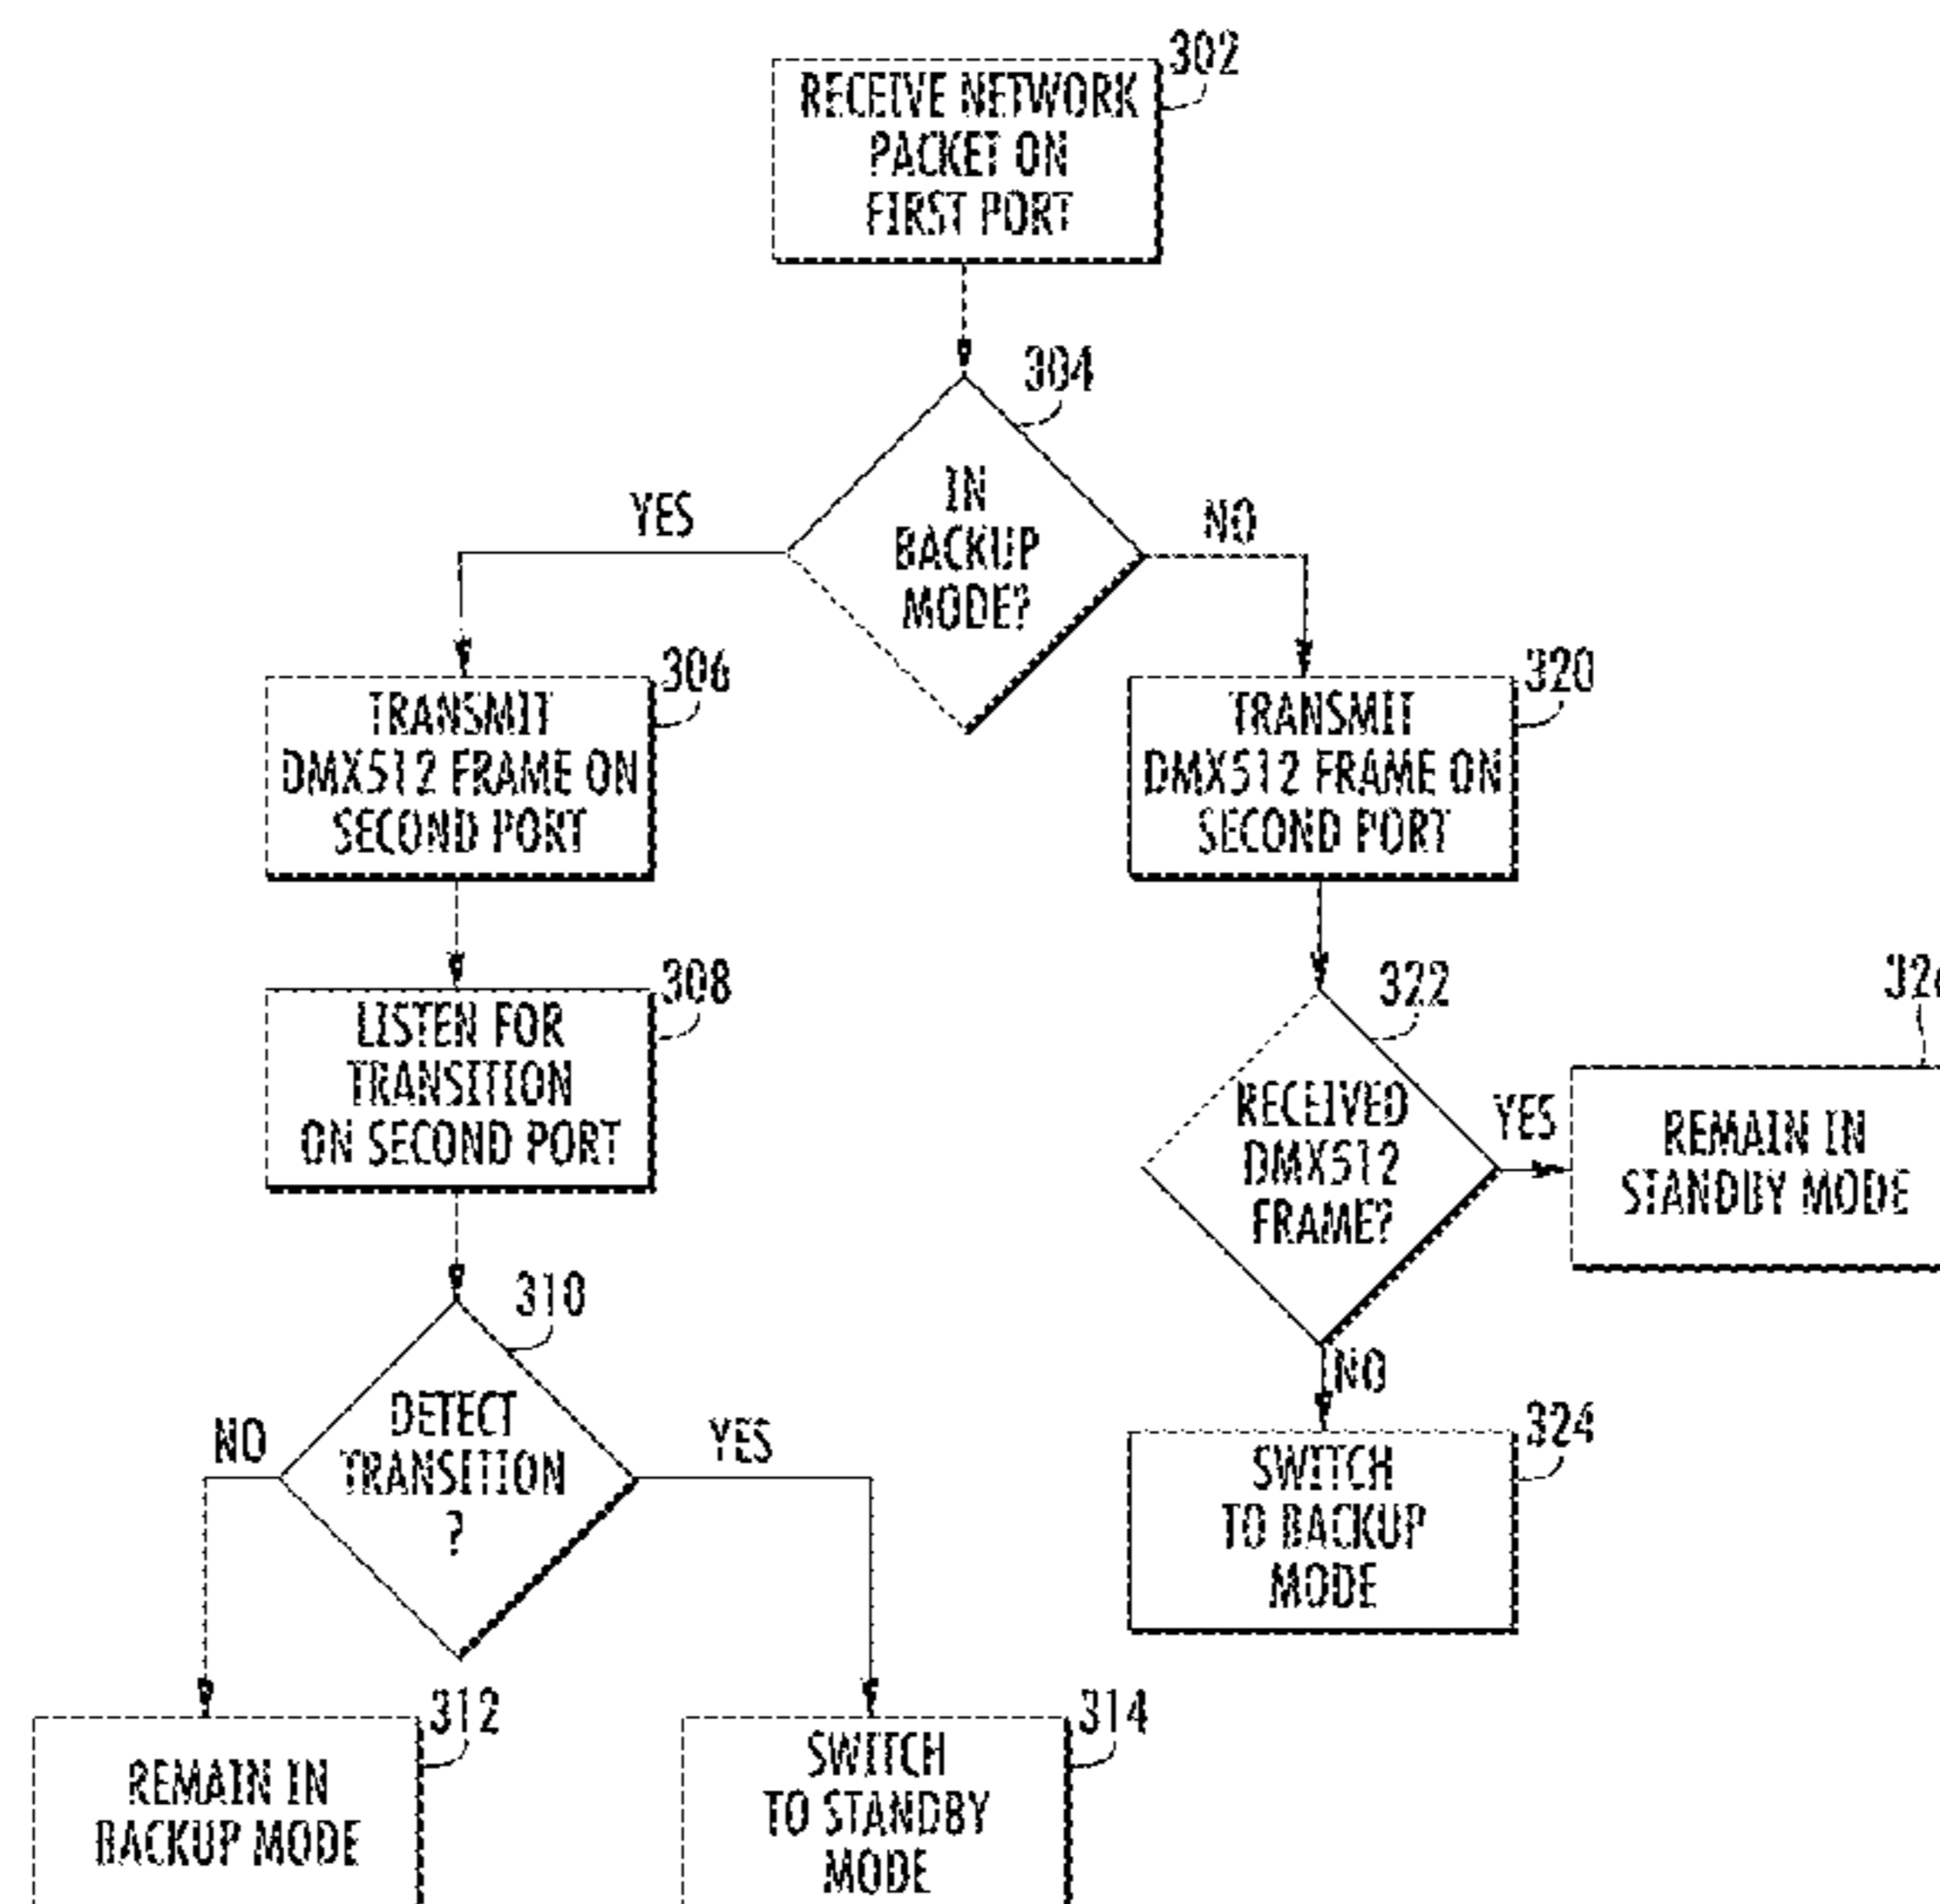 302
RECEIVE NETWORK
PACKET ON
FIRST PORT
304
IN
BACKUP
MODE?
YES
NO
306
TRANSMIT
DMX512 FRAME ON
SECOND PORT
320
TRANSMIT
DMX512 FRAME ON
SECOND PORT
308
LISTEN FOR
TRANSITION
ON SECOND PORT
322
RECEIVED
DMX512
FRAME?
YES
REMAIN IN
STANDBY MODE
NO
310
DETECT
TRANSITION
?
NO
YES
324
SWITCH
TO BACKUP
MODE
312
REMAIN IN
BACKUP MODE
314
SWITCH
TO STANDBY
MODE